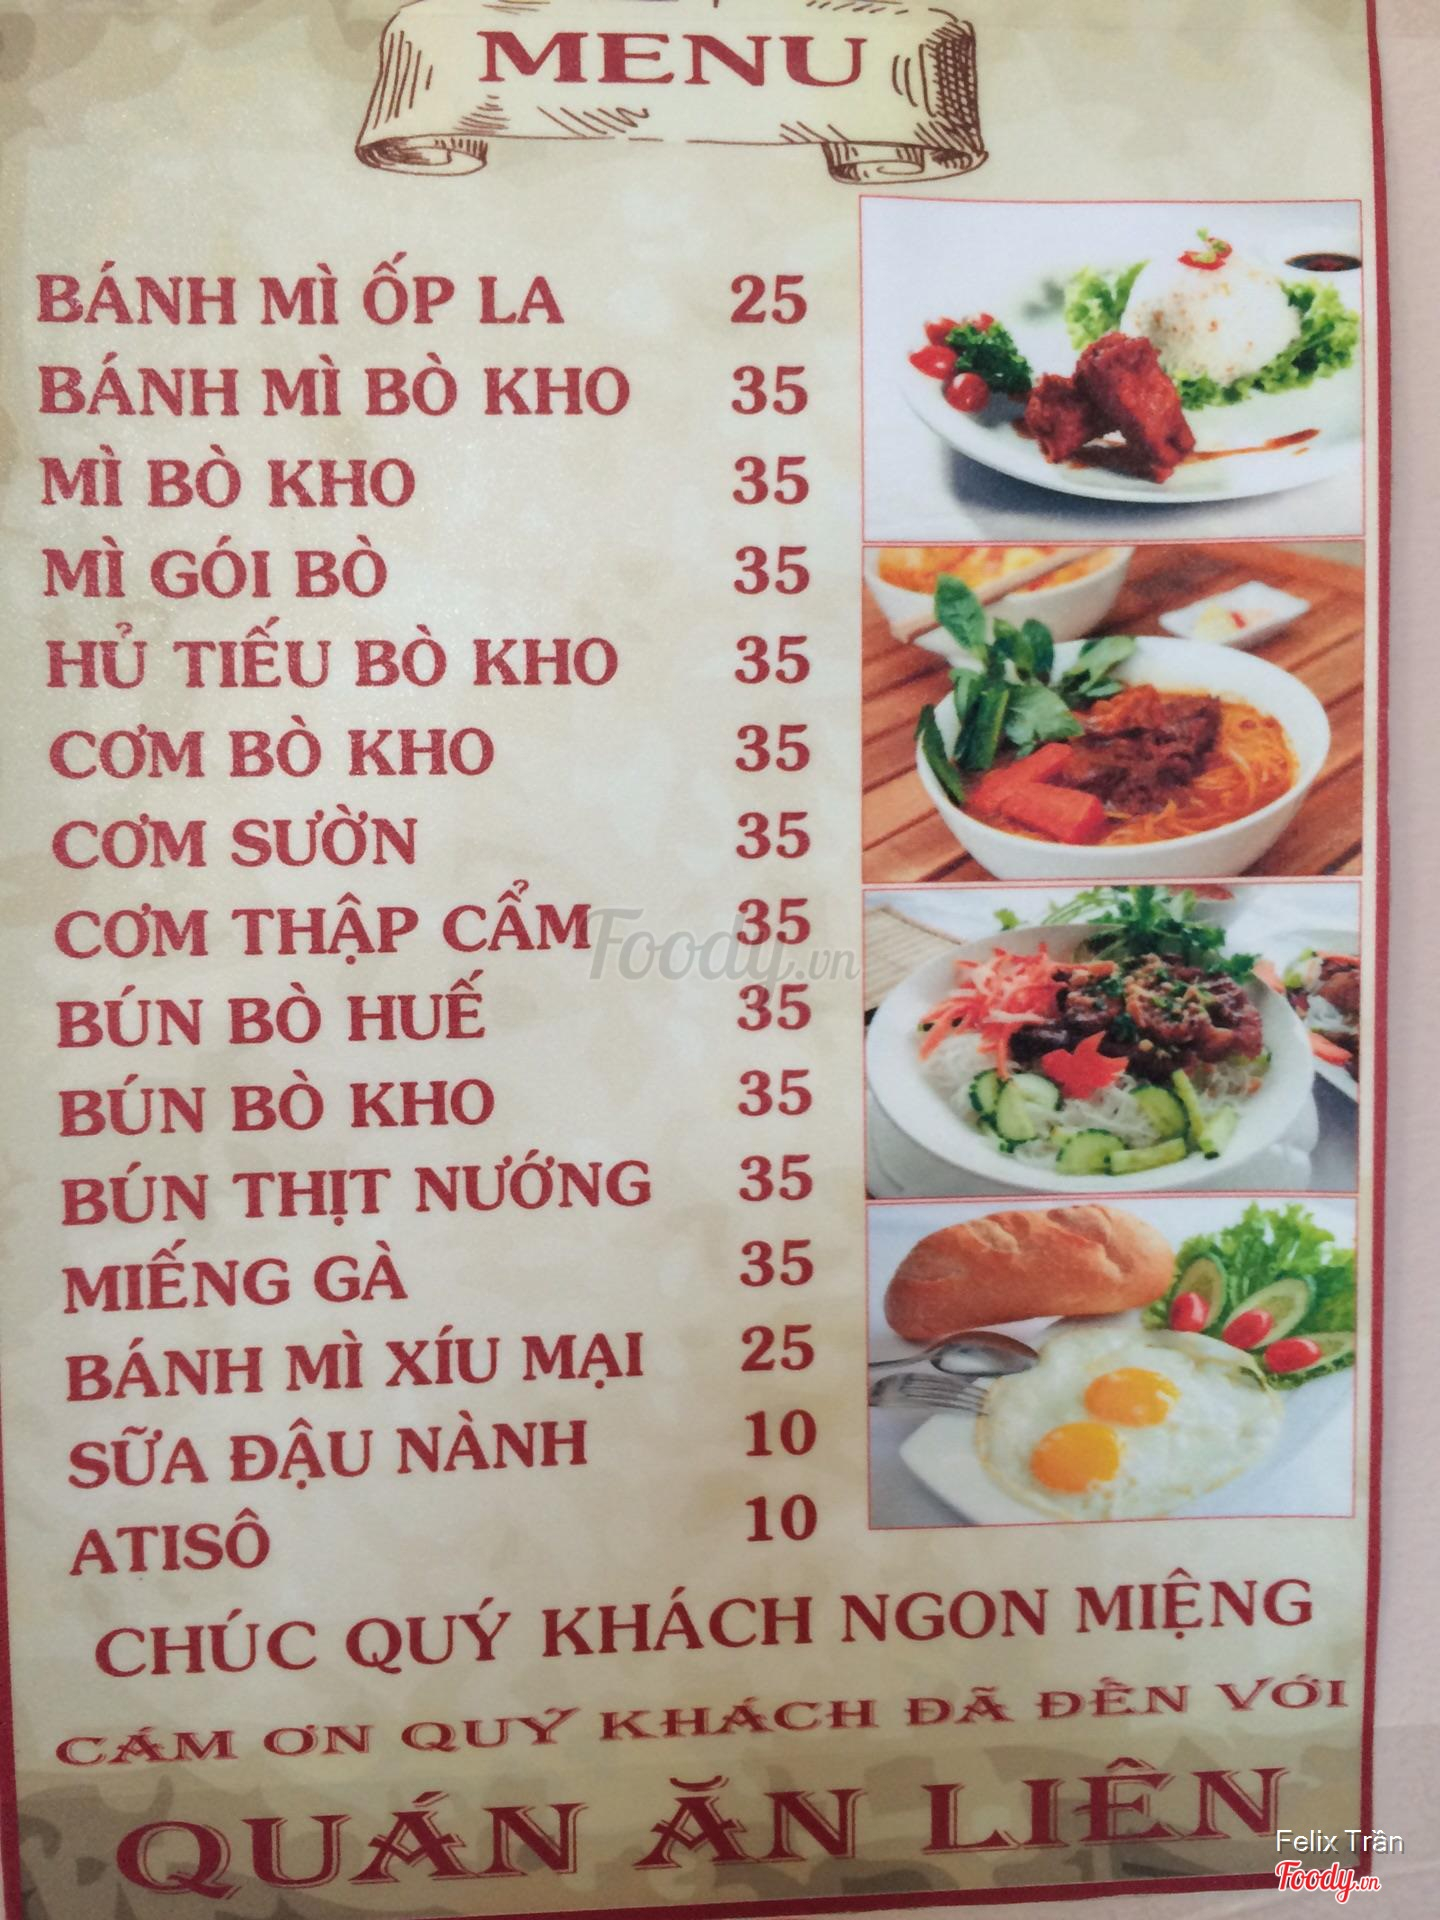 MENU
BÁNH MÌ ỐP LA 25
BÁNH MÌ BÒ KHO 35
MÌ BÒ KHO 35
MÌ GÓI BÒ 35
HỦ TIẾU BÒ KHO 35
CƠM BÒ KHO 35
CƠM SƯỜN 35
CƠM THẬP CẨM 35
BÚN BÒ HUẾ 35
BÚN BÒ KHO 35
BÚN THỊT NƯỚNG 35
MIẾNG GÀ 35
BÁNH MÌ XÍU MẠI 25
SỮA ĐẬU NÀNH 10
ATISÔ 10
CHÚC QUÝ KHÁCH NGON MIỆNG
CÁM ƠN QUÝ KHÁCH ĐÃ ĐẾN VỚI
QUÁN ĂN LIÊN
Foody.vn
Felix Trần
Foody.vn